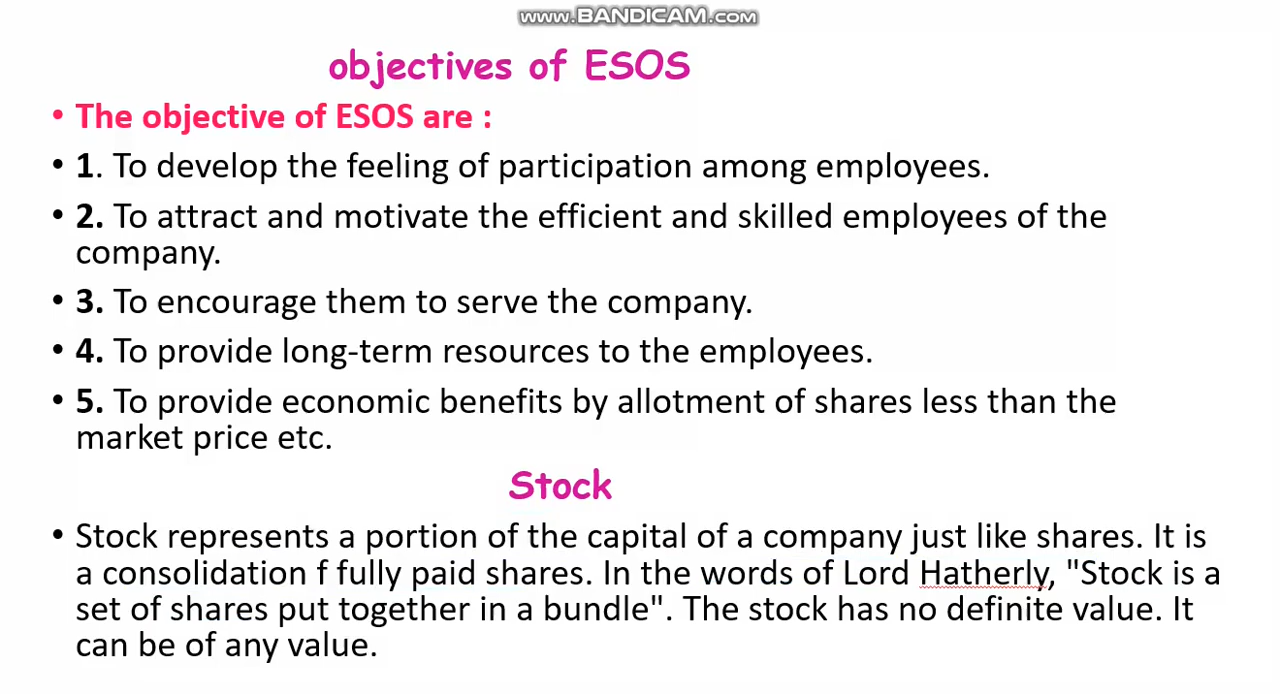 www.BANDICAM.com
objectives of ESOS
• The objective of ESOS are :
• 1. To develop the feeling of participation among employees.
• 2. To attract and motivate the efficient and skilled employees of the
company.
• 3. To encourage them to serve the company.
• 4. To provide long-term resources to the employees.
• 5. To provide economic benefits by allotment of shares less than the
market price etc.
Stock
• Stock represents a portion of the capital of a company just like shares. It is
a consolidation f fully paid shares. In the words of Lord Hatherly, "Stock is a
set of shares put together in a bundle". The stock has no definite value. It
can be of any value.